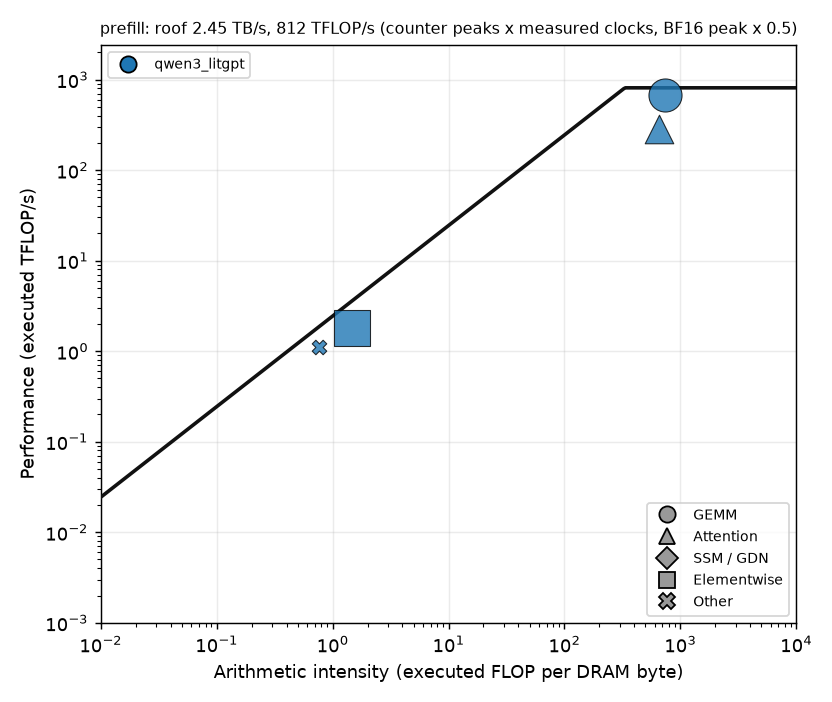 prefill: roof 2.45 TB/s, 812 TFLOP/s (counter peaks x measured clocks, BF16 peak x 0.5)
qwen3_litgpt
Performance (executed TFLOP/s)
10³
10²
10¹
10⁰
10⁻¹
10⁻²
10⁻³
GEMM
Attention
SSM / GDN
Elementwise
Other
10⁻² 10⁻¹ 10⁰ 10¹ 10² 10³ 10⁴
Arithmetic intensity (executed FLOP per DRAM byte)